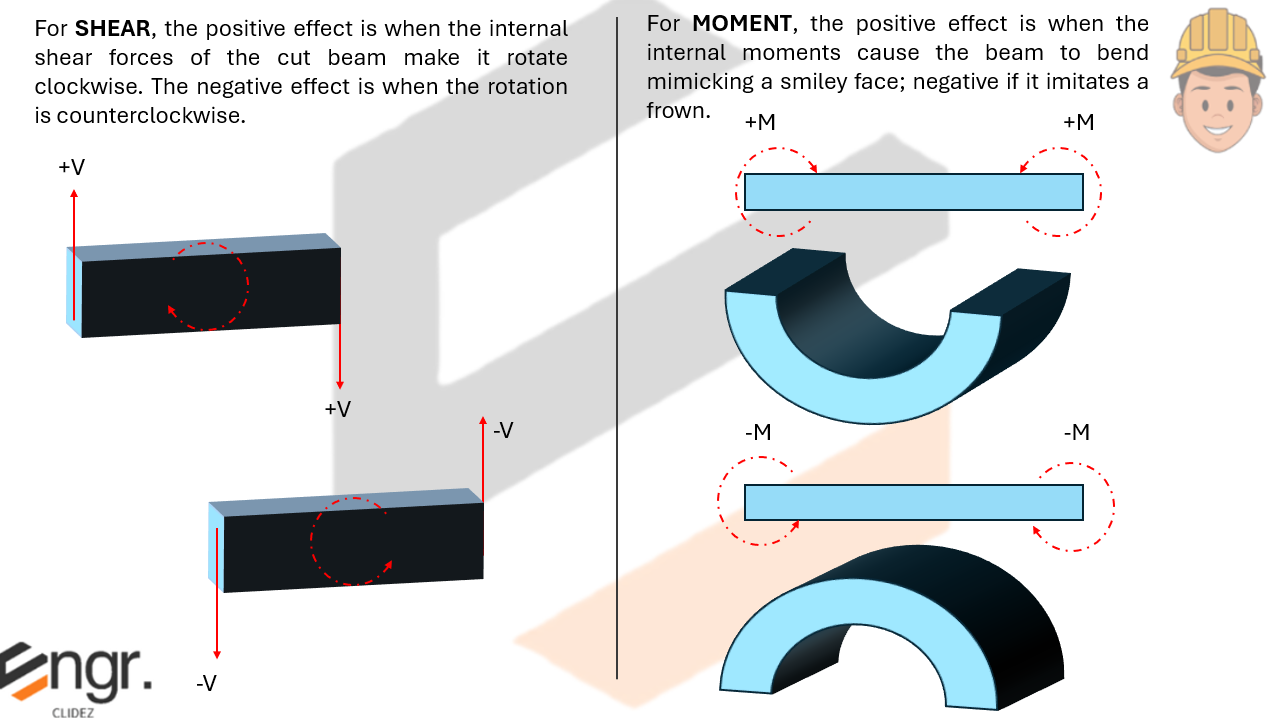 For SHEAR, the positive effect is when the internal
shear forces of the cut beam make it rotate
clockwise. The negative effect is when the rotation
is counterclockwise.
+V
+V
-V
-V
For MOMENT, the positive effect is when the
internal moments cause the beam to bend
mimicking a smiley face; negative if it imitates a
frown.
+M +M
-M -M
Engr.
CLIDEZ